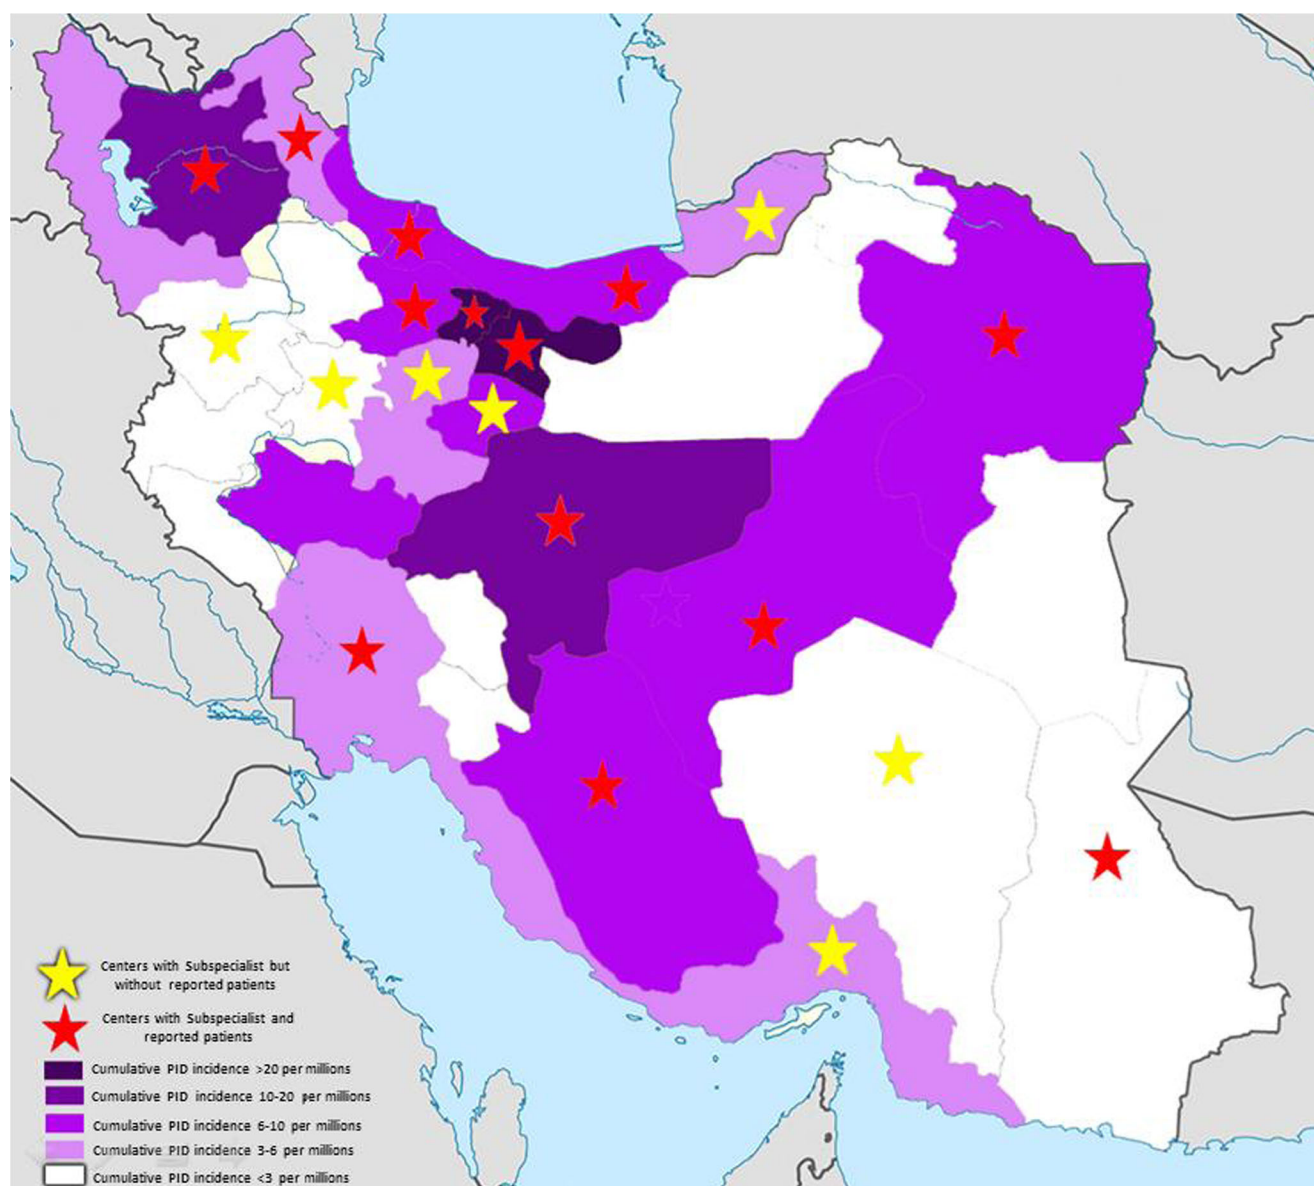 Centers with Subspecialist but
without reported patients
Centers with Subspecialist and
reported patients
Cumulative PID incidence >20 per millions
Cumulative PID incidence 10-20 per millions
Cumulative PID incidence 6-10 per millions
Cumulative PID incidence 3-6 per millions
Cumulative PID incidence <3 per millions